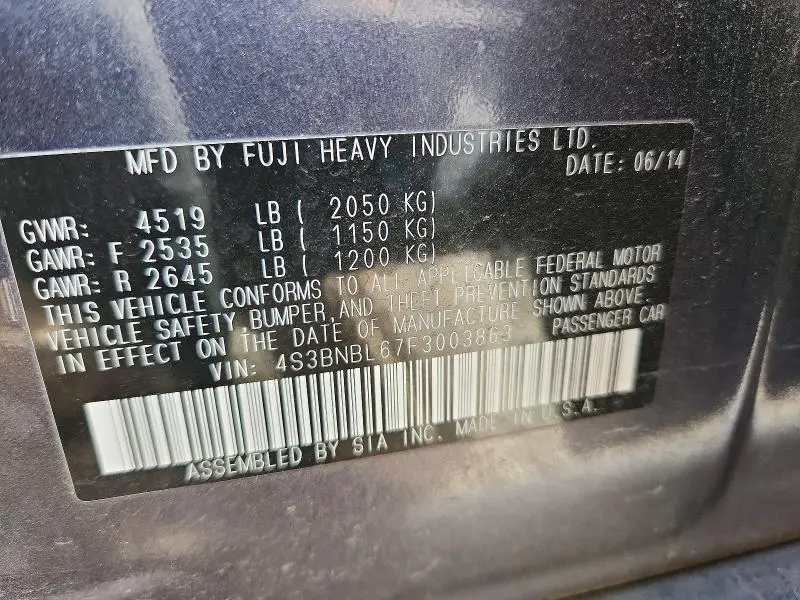 MFD BY FUJI HEAVY INDUSTRIES LTD.
DATE: 06/14
GVWR: 4519 LB ( 2050 KG)
GAWR: F 2535 LB ( 1150 KG)
GAWR: R 2645 LB ( 1200 KG)
THIS VEHICLE CONFORMS TO ALL APPLICABLE FEDERAL MOTOR
VEHICLE SAFETY, BUMPER, AND THEFT PREVENTION STANDARDS
IN EFFECT ON THE DATE OF MANUFACTURE SHOWN ABOVE.
VIN: 4S3BNBL67F3003863 PASSENGER CAR
ASSEMBLED BY SIA INC. MADE IN U.S.A.